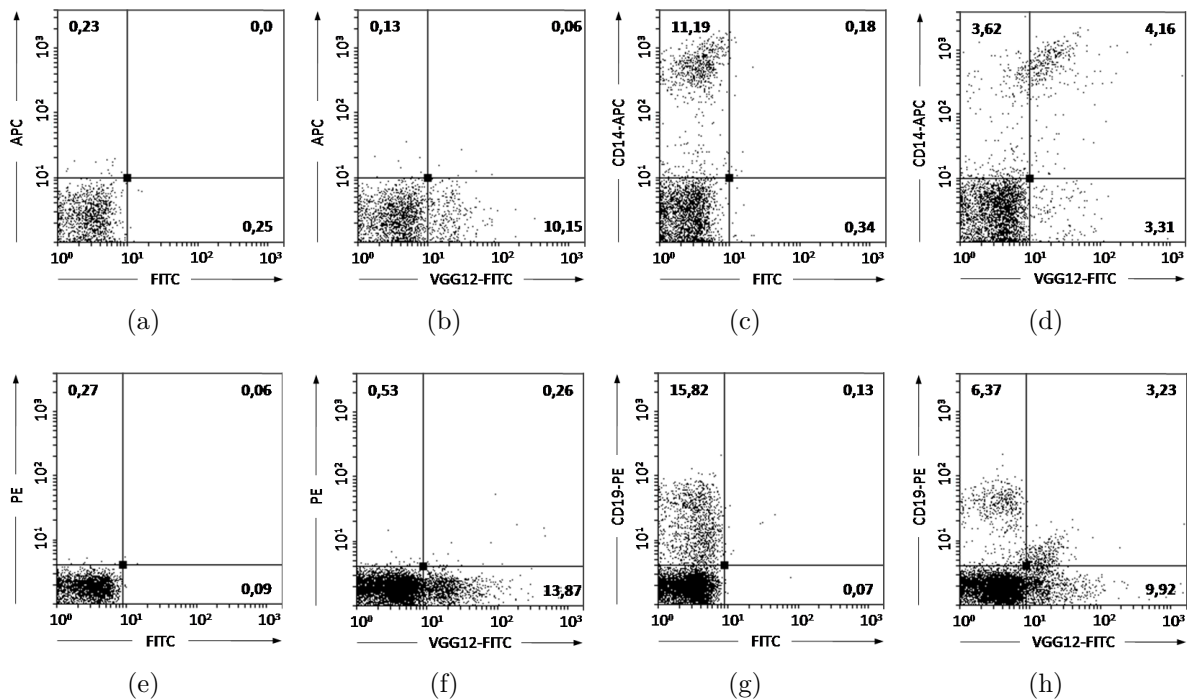 0,23 0,0
APC
10³
10²
10¹
0,25
10⁰ 10¹ 10² 10³
FITC
(a)
0,13 0,06
APC
10³
10²
10¹
10,15
10⁰ 10¹ 10² 10³
VGG12-FITC
(b)
11,19 0,18
CD14-APC
10³
10²
10¹
0,34
10⁰ 10¹ 10² 10³
FITC
(c)
3,62 4,16
CD14-APC
10³
10²
10¹
3,31
10⁰ 10¹ 10² 10³
VGG12-FITC
(d)
0,27 0,06
PE
10³
10²
10¹
0,09
10⁰ 10¹ 10² 10³
FITC
(e)
0,53 0,26
PE
10³
10²
10¹
13,87
10⁰ 10¹ 10² 10³
VGG12-FITC
(f)
15,82 0,13
CD19-PE
10³
10²
10¹
0,07
10⁰ 10¹ 10² 10³
FITC
(g)
6,37 3,23
CD19-PE
10³
10²
10¹
9,92
10⁰ 10¹ 10² 10³
VGG12-FITC
(h)